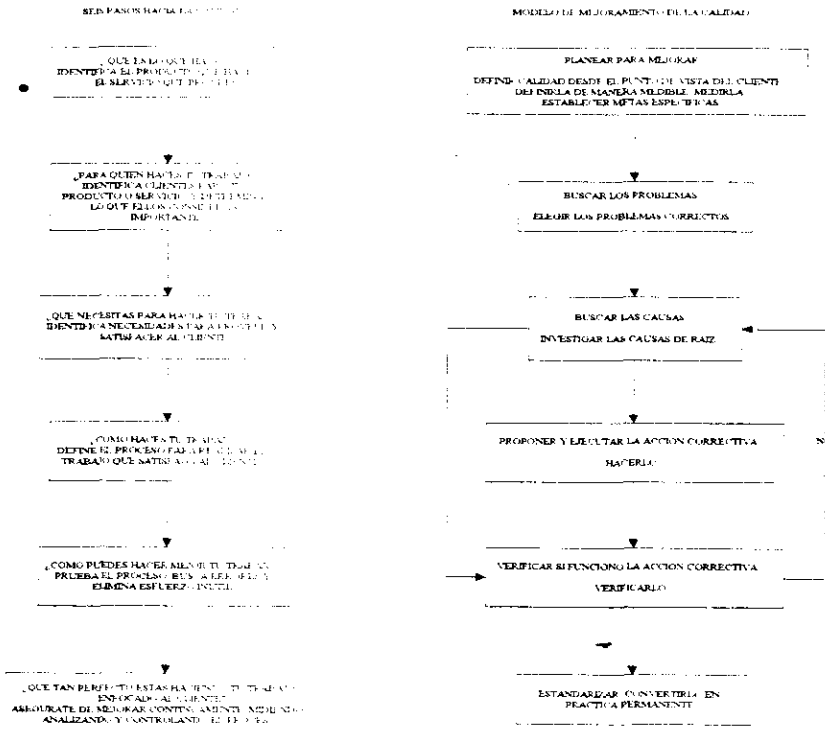 SEIS PASOS HACIA LA
¿QUE ES LO QUE
IDENTIFICA EL PRODUCTO QUE
EL SERVICIO QUE
¿PARA QUIEN HACES TU TRABAJO
IDENTIFICA CLIENTES
PRODUCTO O SERVICIO Y
LO QUE ELLOS
IMPORTANTE
¿QUE NECESITAS PARA HACER TU
IDENTIFICA NECESIDADES PARA
SATISFACER AL CLIENTE
¿COMO HACES TU TRABAJO
DEFINE EL PROCESO PARA
TRABAJO QUE AL CLIENTE
¿COMO PUEDES HACER MEJOR TU TRABAJO
PRUEBA EL PROCESO
ELIMINA ESFUERZO INUTIL
¿QUE TAN PERFECTO ESTAS HACIENDO TU TRABAJO
ENFOCADO AL CLIENTE?
ASEGURATE DE MEJORAR CONTINUAMENTE MIDIENDO
ANALIZANDO Y CONTROLANDO EL PROCESO
MODELO DE MEJORAMIENTO DE LA CALIDAD
PLANEAR PARA MEJORAR
DEFINIR CALIDAD DESDE EL PUNTO DE VISTA DEL CLIENTE
DEFINIRLA DE MANERA MEDIBLE MEDIRLA
ESTABLECER METAS ESPECIFICAS
BUSCAR LOS PROBLEMAS
ELEGIR LOS PROBLEMAS CORRECTOS
BUSCAR LAS CAUSAS
INVESTIGAR LAS CAUSAS DE RAIZ
PROPONER Y EJECUTAR LA ACCION CORRECTIVA
HACERLO
N
VERIFICAR SI FUNCIONO LA ACCION CORRECTIVA
VERIFICARLO
ESTANDARIZAR CONVERTIRLA EN
PRACTICA PERMANENTE